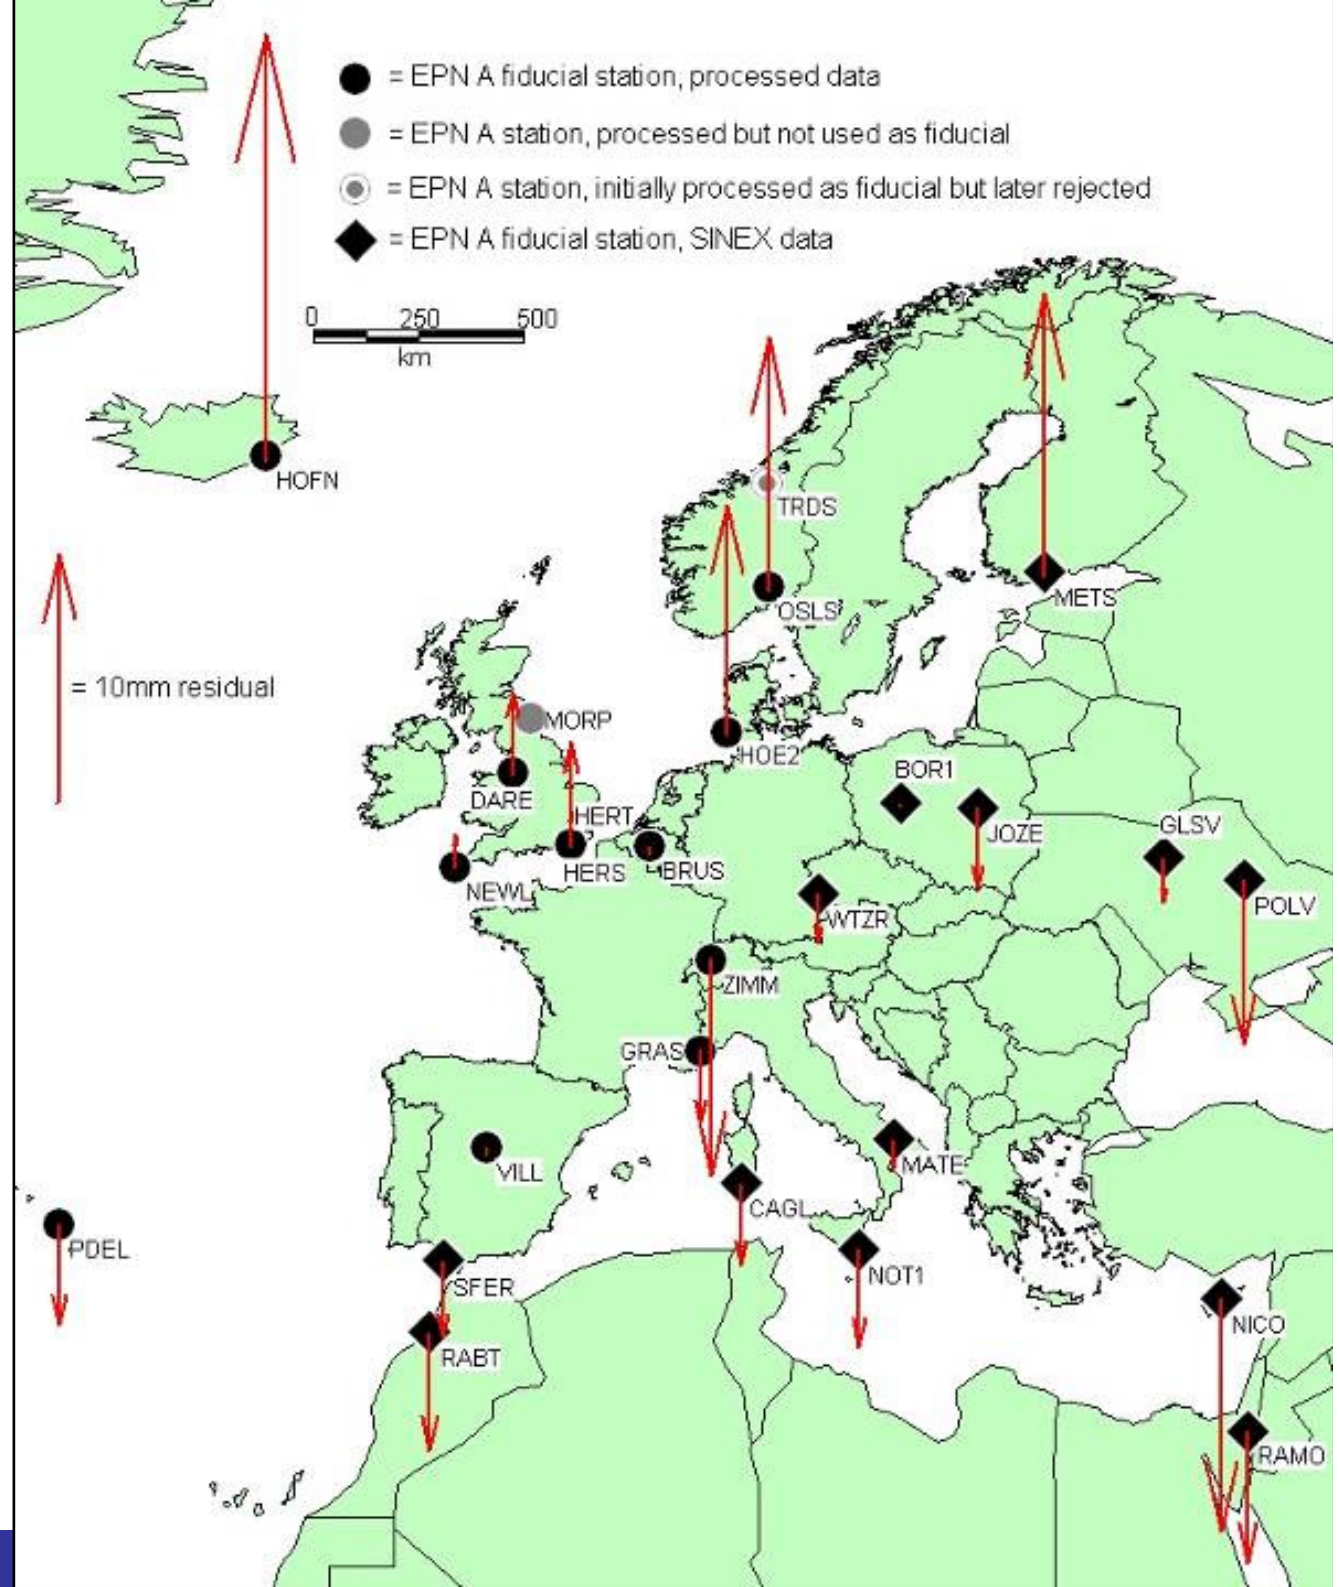 = EPN A fiducial station, processed data
= EPN A station, processed but not used as fiducial
= EPN A station, initially processed as fiducial but later rejected
= EPN A fiducial station, SINEX data
0 250 500
km
HOFN
TRDS
OSLS
METS
= 10mm residual
MORP
HOE2
BOR1
DARE
HERT
JOZE
GLSV
HERS
BRUS
NEWL
WTZR
POLV
ZIMM
GRAS
VILL
MATE
CAGL
PDEL
NOT1
SFER
NICO
RABT
RAMO